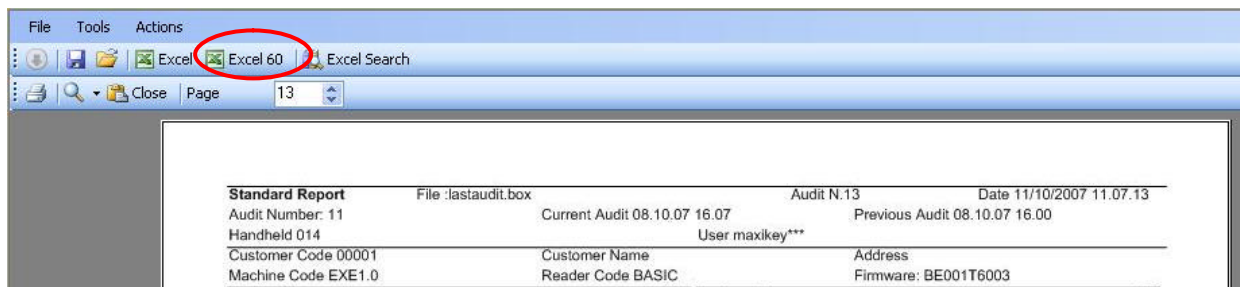 File Tools Actions
Excel Excel 60 Excel Search
Close Page 13
Standard Report File :lastaudit.box Audit N.13 Date 11/10/2007 11.07.13
Audit Number: 11 Current Audit 08.10.07 16.07 Previous Audit 08.10.07 16.00
Handheld 014 User maxikey***
Customer Code 00001 Customer Name Address
Machine Code EXE1.0 Reader Code BASIC Firmware: BE001T6003